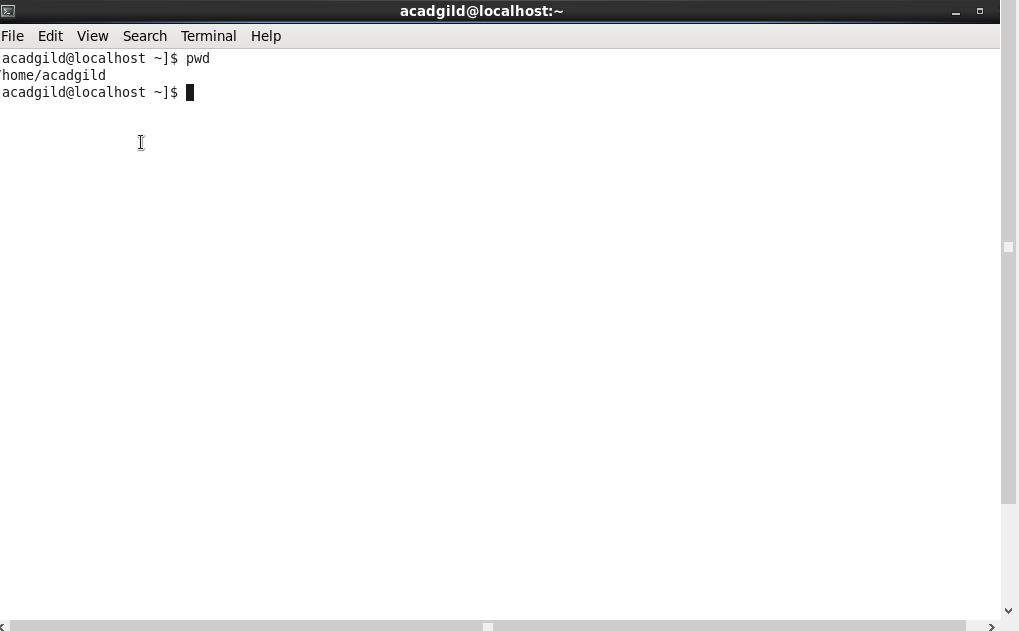 acadgild@localhost:~
File Edit View Search Terminal Help
acadgild@localhost ~]$ pwd
/home/acadgild
acadgild@localhost ~]$